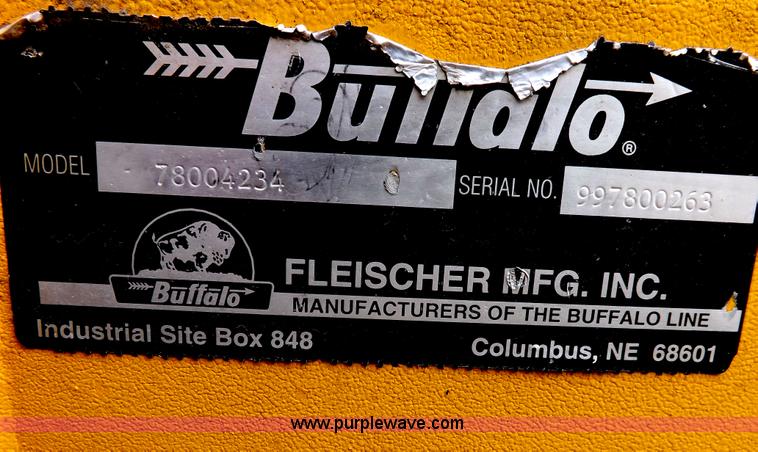 Buffalo®
MODEL 78004234 SERIAL NO. 997800263
Buffalo
FLEISCHER MFG. INC.
MANUFACTURERS OF THE BUFFALO LINE
Industrial Site Box 848 Columbus, NE 68601
www.purplewave.com